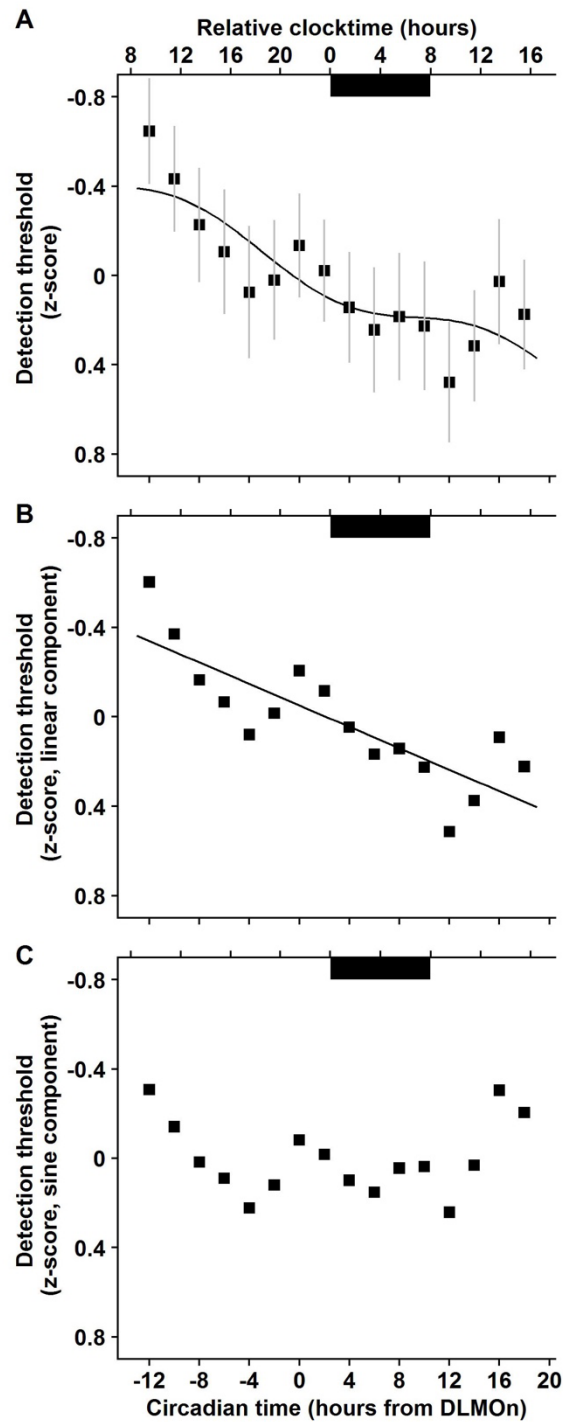 A
Relative clocktime (hours)
8 12 16 20 0 4 8 12 16
-0.8
-0.4
0
0.4
0.8
Detection threshold
(z-score)
B
-0.8
-0.4
0
0.4
0.8
Detection threshold
(z-score, linear component)
C
-0.8
-0.4
0
0.4
0.8
Detection threshold
(z-score, sine component)
-12 -8 -4 0 4 8 12 16 20
Circadian time (hours from DLMOn)